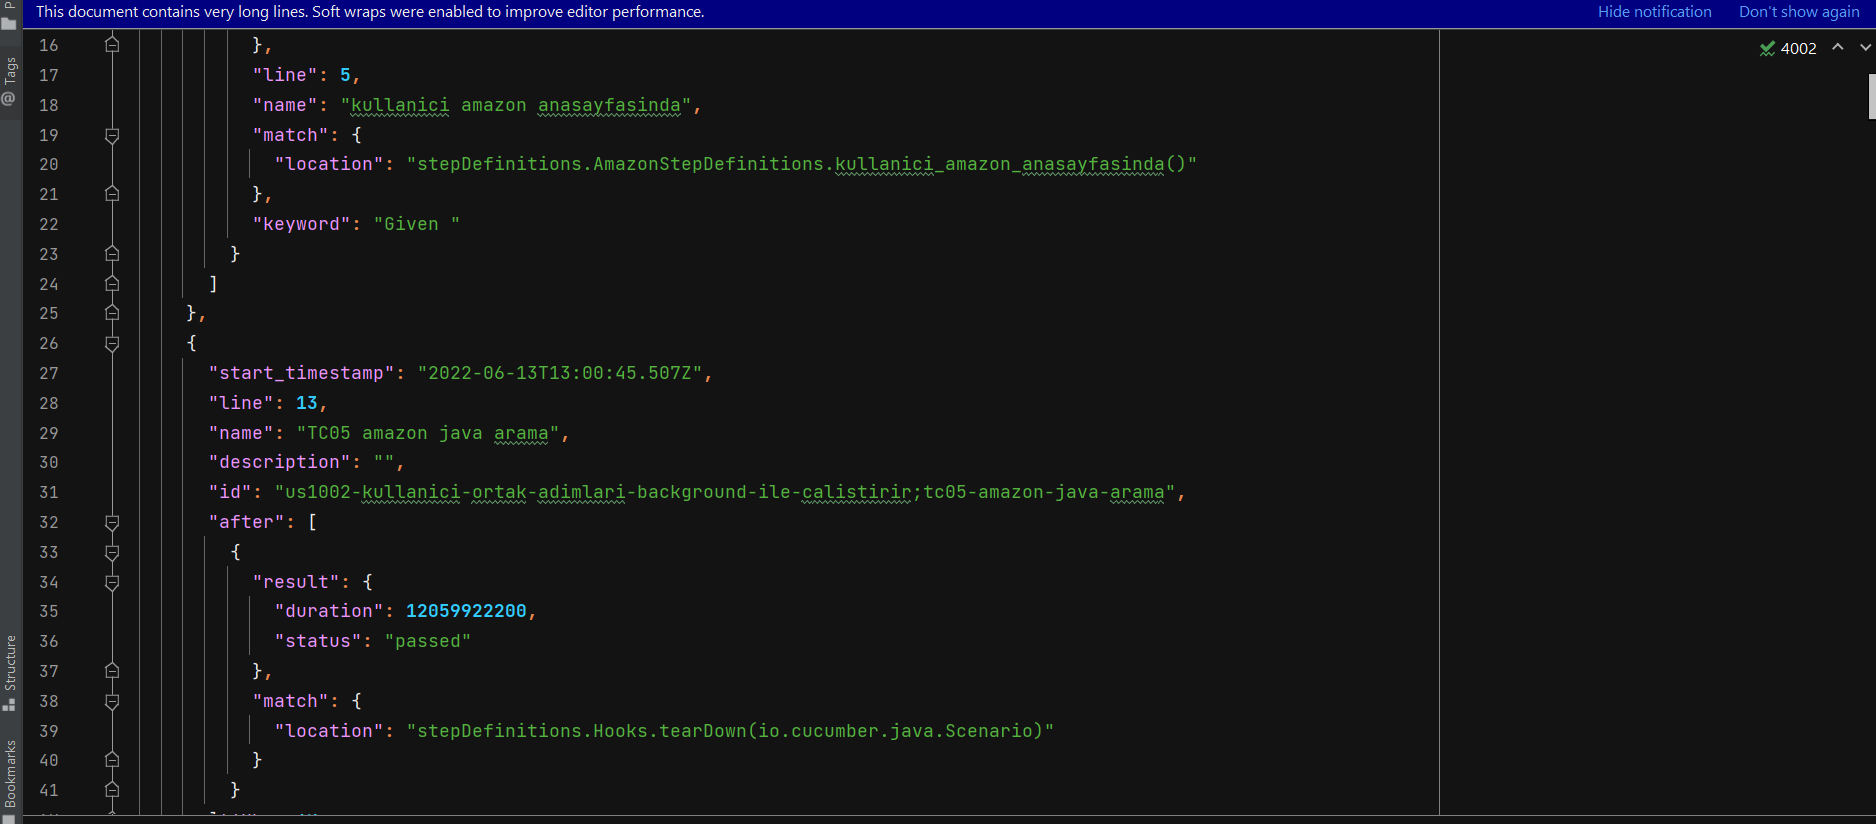 This document contains very long lines. Soft wraps were enabled to improve editor performance. Hide notification Don't show again
4002
P
Tags
Structure
Bookmarks
16 },
17 "line": 5,
18 "name": "kullanici amazon anasayfasinda",
19 "match": {
20 "location": "stepDefinitions.AmazonStepDefinitions.kullanici_amazon_anasayfasinda()"
21 },
22 "keyword": "Given "
23 }
24 ]
25 },
26 {
27 "start_timestamp": "2022-06-13T13:00:45.507Z",
28 "line": 13,
29 "name": "TC05 amazon java arama",
30 "description": "",
31 "id": "us1002-kullanici-ortak-adimlari-background-ile-calistirir;tc05-amazon-java-arama",
32 "after": [
33 {
34 "result": {
35 "duration": 12059922200,
36 "status": "passed"
37 },
38 "match": {
39 "location": "stepDefinitions.Hooks.tearDown(io.cucumber.java.Scenario)"
40 }
41 }